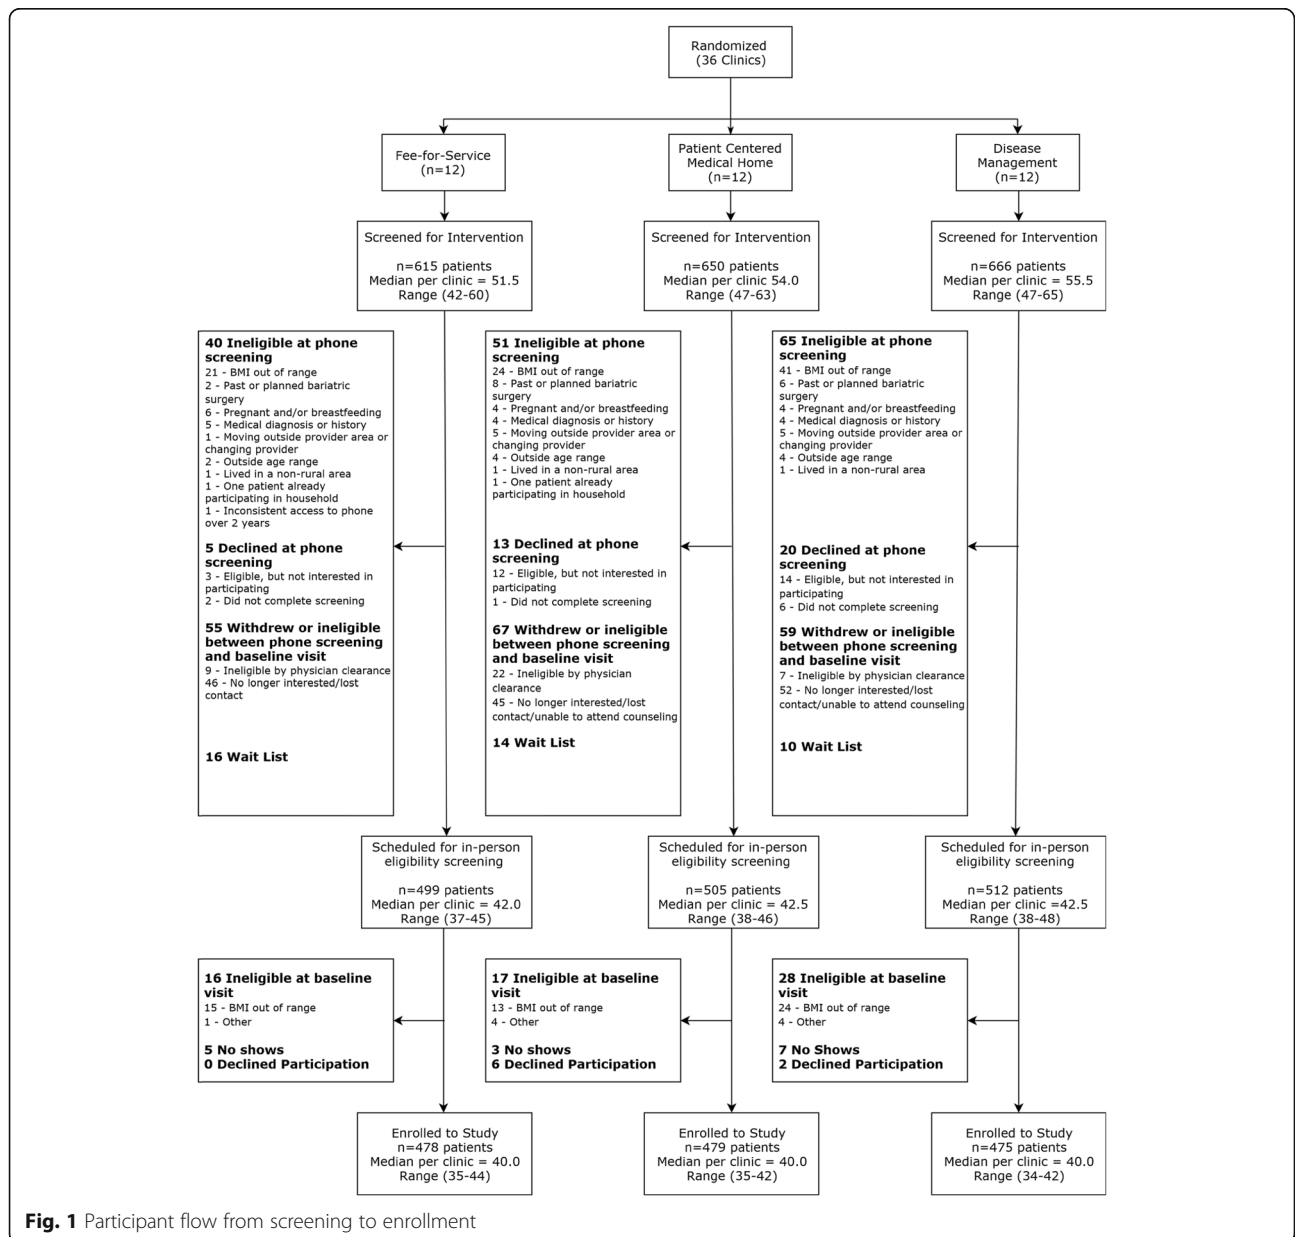 Randomized
(36 Clinics)
Fee-for-Service
(n=12)
Patient Centered
Medical Home
(n=12)
Disease
Management
(n=12)
Screened for Intervention
n=615 patients
Median per clinic = 51.5
Range (42-60)
Screened for Intervention
n=650 patients
Median per clinic 54.0
Range (47-63)
Screened for Intervention
n=666 patients
Median per clinic = 55.5
Range (47-65)
40 Ineligible at phone
screening
21 - BMI out of range
2 - Past or planned bariatric
surgery
6 - Pregnant and/or breastfeeding
5 - Medical diagnosis or history
1 - Moving outside provider area or
changing provider
2 - Outside age range
1 - Lived in a non-rural area
1 - One patient already
participating in household
1 - Inconsistent access to phone
over 2 years
5 Declined at phone
screening
3 - Eligible, but not interested in
participating
2 - Did not complete screening
55 Withdrew or ineligible
between phone screening
and baseline visit
9 - Ineligible by physician clearance
46 - No longer interested/lost
contact
16 Wait List
51 Ineligible at phone
screening
24 - BMI out of range
8 - Past or planned bariatric
surgery
4 - Pregnant and/or breastfeeding
4 - Medical diagnosis or history
5 - Moving outside provider area or
changing provider
4 - Outside age range
1 - Lived in a non-rural area
1 - One patient already
participating in household
13 Declined at phone
screening
12 - Eligible, but not interested in
participating
1 - Did not complete screening
67 Withdrew or ineligible
between phone screening
and baseline visit
22 - Ineligible by physician
clearance
45 - No longer interested/lost
contact/unable to attend counseling
14 Wait List
65 Ineligible at phone
screening
41 - BMI out of range
6 - Past or planned bariatric
surgery
4 - Pregnant and/or breastfeeding
4 - Medical diagnosis or history
5 - Moving outside provider area or
changing provider
4 - Outside age range
1 - Lived in a non-rural area
20 Declined at phone
screening
14 - Eligible, but not interested in
participating
6 - Did not complete screening
59 Withdrew or ineligible
between phone screening
and baseline visit
7 - Ineligible by physician clearance
52 - No longer interested/lost
contact/unable to attend counseling
10 Wait List
Scheduled for in-person
eligibility screening
n=499 patients
Median per clinic = 42.0
Range (37-45)
Scheduled for in-person
eligibility screening
n=505 patients
Median per clinic = 42.5
Range (38-46)
Scheduled for in-person
eligibility screening
n=512 patients
Median per clinic =42.5
Range (38-48)
16 Ineligible at baseline
visit
15 - BMI out of range
1 - Other
5 No shows
0 Declined Participation
17 Ineligible at baseline
visit
13 - BMI out of range
4 - Other
3 No shows
6 Declined Participation
28 Ineligible at baseline
visit
24 - BMI out of range
4 - Other
7 No Shows
2 Declined Participation
Enrolled to Study
n=478 patients
Median per clinic = 40.0
Range (35-44)
Enrolled to Study
n=479 patients
Median per clinic = 40.0
Range (35-42)
Enrolled to Study
n=475 patients
Median per clinic = 40.0
Range (34-42)
Fig. 1 Participant flow from screening to enrollment